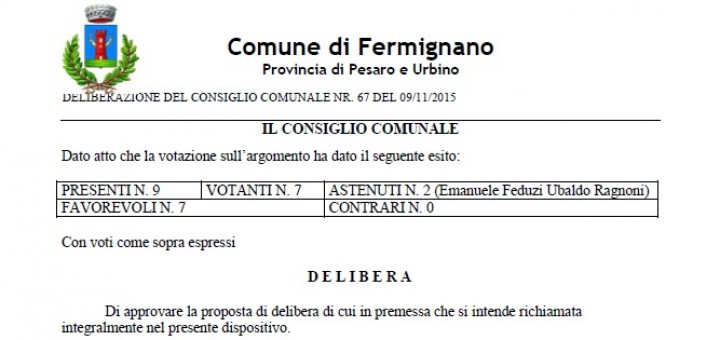 Comune di Fermignano
Provincia di Pesaro e Urbino
DELIBERAZIONE DEL CONSIGLIO COMUNALE NR. 67 DEL 09/11/2015
IL CONSIGLIO COMUNALE
Dato atto che la votazione sull'argomento ha dato il seguente esito:
PRESENTI N. 9 VOTANTI N. 7 ASTENUTI N. 2 (Emanuele Feduzi Ubaldo Ragnoni)
FAVOREVOLI N. 7 CONTRARI N. 0
Con voti come sopra espressi
D E L I B E R A
Di approvare la proposta di delibera di cui in premessa che si intende richiamata
integralmente nel presente dispositivo.